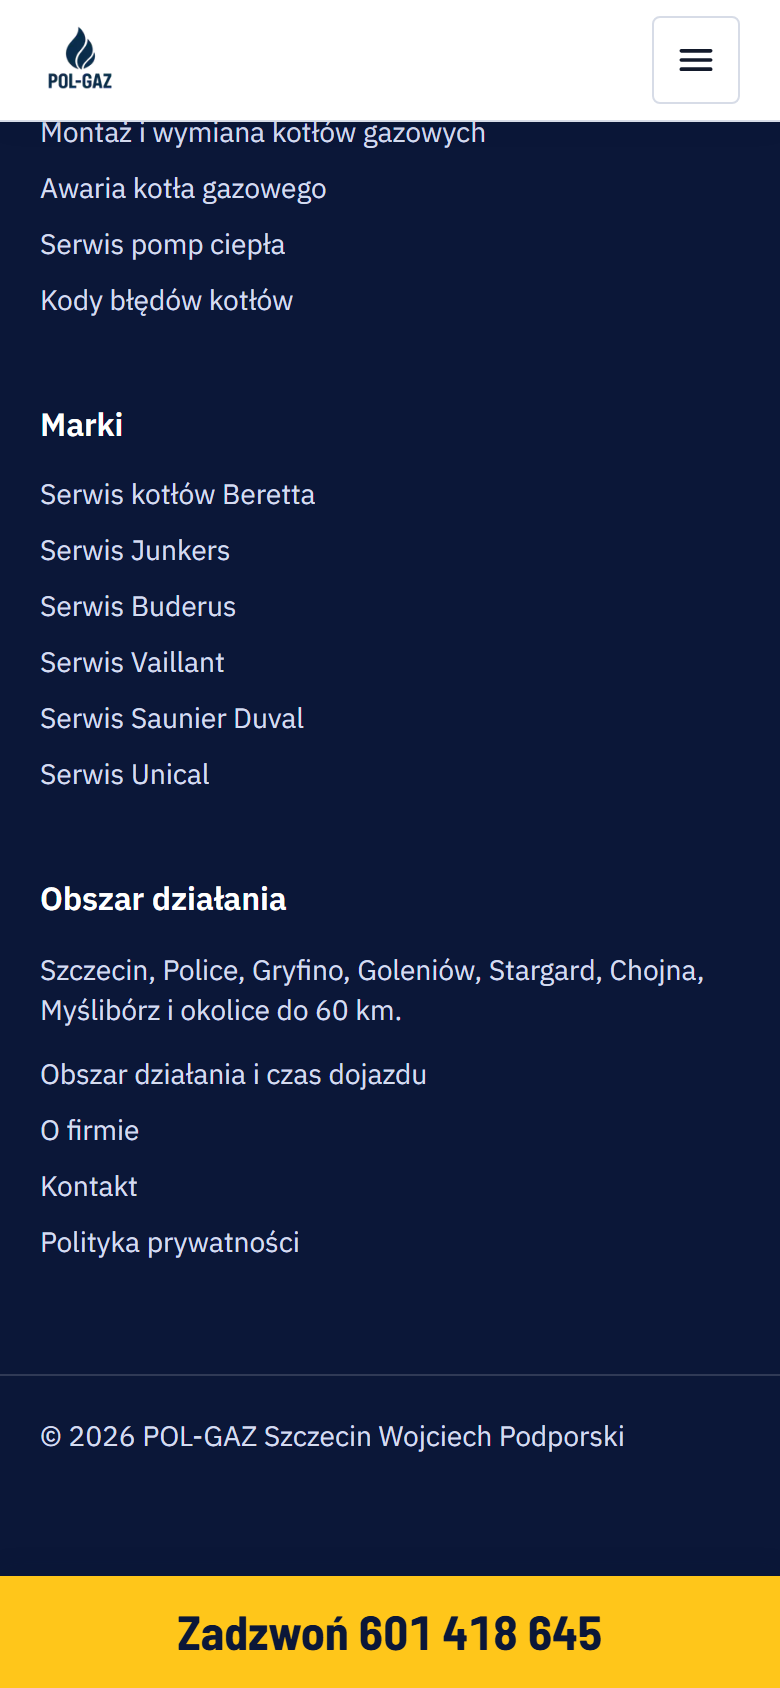 POL-GAZ
Montaż i wymiana kotłów gazowych
Awaria kotła gazowego
Serwis pomp ciepła
Kody błędów kotłów
Marki
Serwis kotłów Beretta
Serwis Junkers
Serwis Buderus
Serwis Vaillant
Serwis Saunier Duval
Serwis Unical
Obszar działania
Szczecin, Police, Gryfino, Goleniów, Stargard, Chojna,
Myślibórz i okolice do 60 km.
Obszar działania i czas dojazdu
O firmie
Kontakt
Polityka prywatności
© 2026 POL-GAZ Szczecin Wojciech Podporski
Zadzwoń 601 418 645